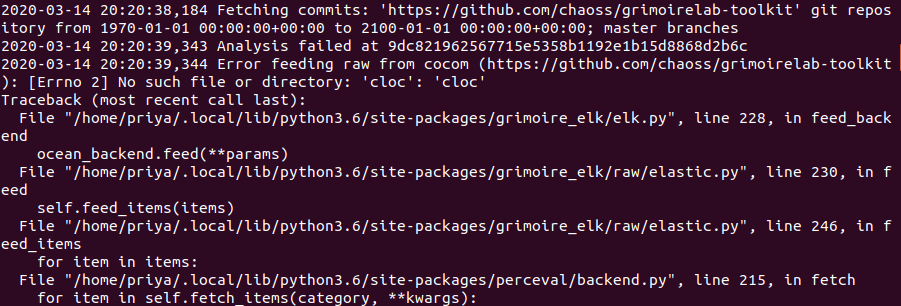 2020-03-14 20:20:38,184 Fetching commits: 'https://github.com/chaoss/grimoirelab-toolkit' git repos
itory from 1970-01-01 00:00:00+00:00 to 2100-01-01 00:00:00+00:00; master branches
2020-03-14 20:20:39,343 Analysis failed at 9dc821962567715e5358b1192e1b15d8868d2b6c
2020-03-14 20:20:39,344 Error feeding raw from cocom (https://github.com/chaoss/grimoirelab-toolkit
): [Errno 2] No such file or directory: 'cloc': 'cloc'
Traceback (most recent call last):
  File "/home/priya/.local/lib/python3.6/site-packages/grimoire_elk/elk.py", line 228, in feed_back
end
    ocean_backend.feed(**params)
  File "/home/priya/.local/lib/python3.6/site-packages/grimoire_elk/raw/elastic.py", line 230, in f
eed
    self.feed_items(items)
  File "/home/priya/.local/lib/python3.6/site-packages/grimoire_elk/raw/elastic.py", line 246, in f
eed_items
    for item in items:
  File "/home/priya/.local/lib/python3.6/site-packages/perceval/backend.py", line 215, in fetch
    for item in self.fetch_items(category, **kwargs):